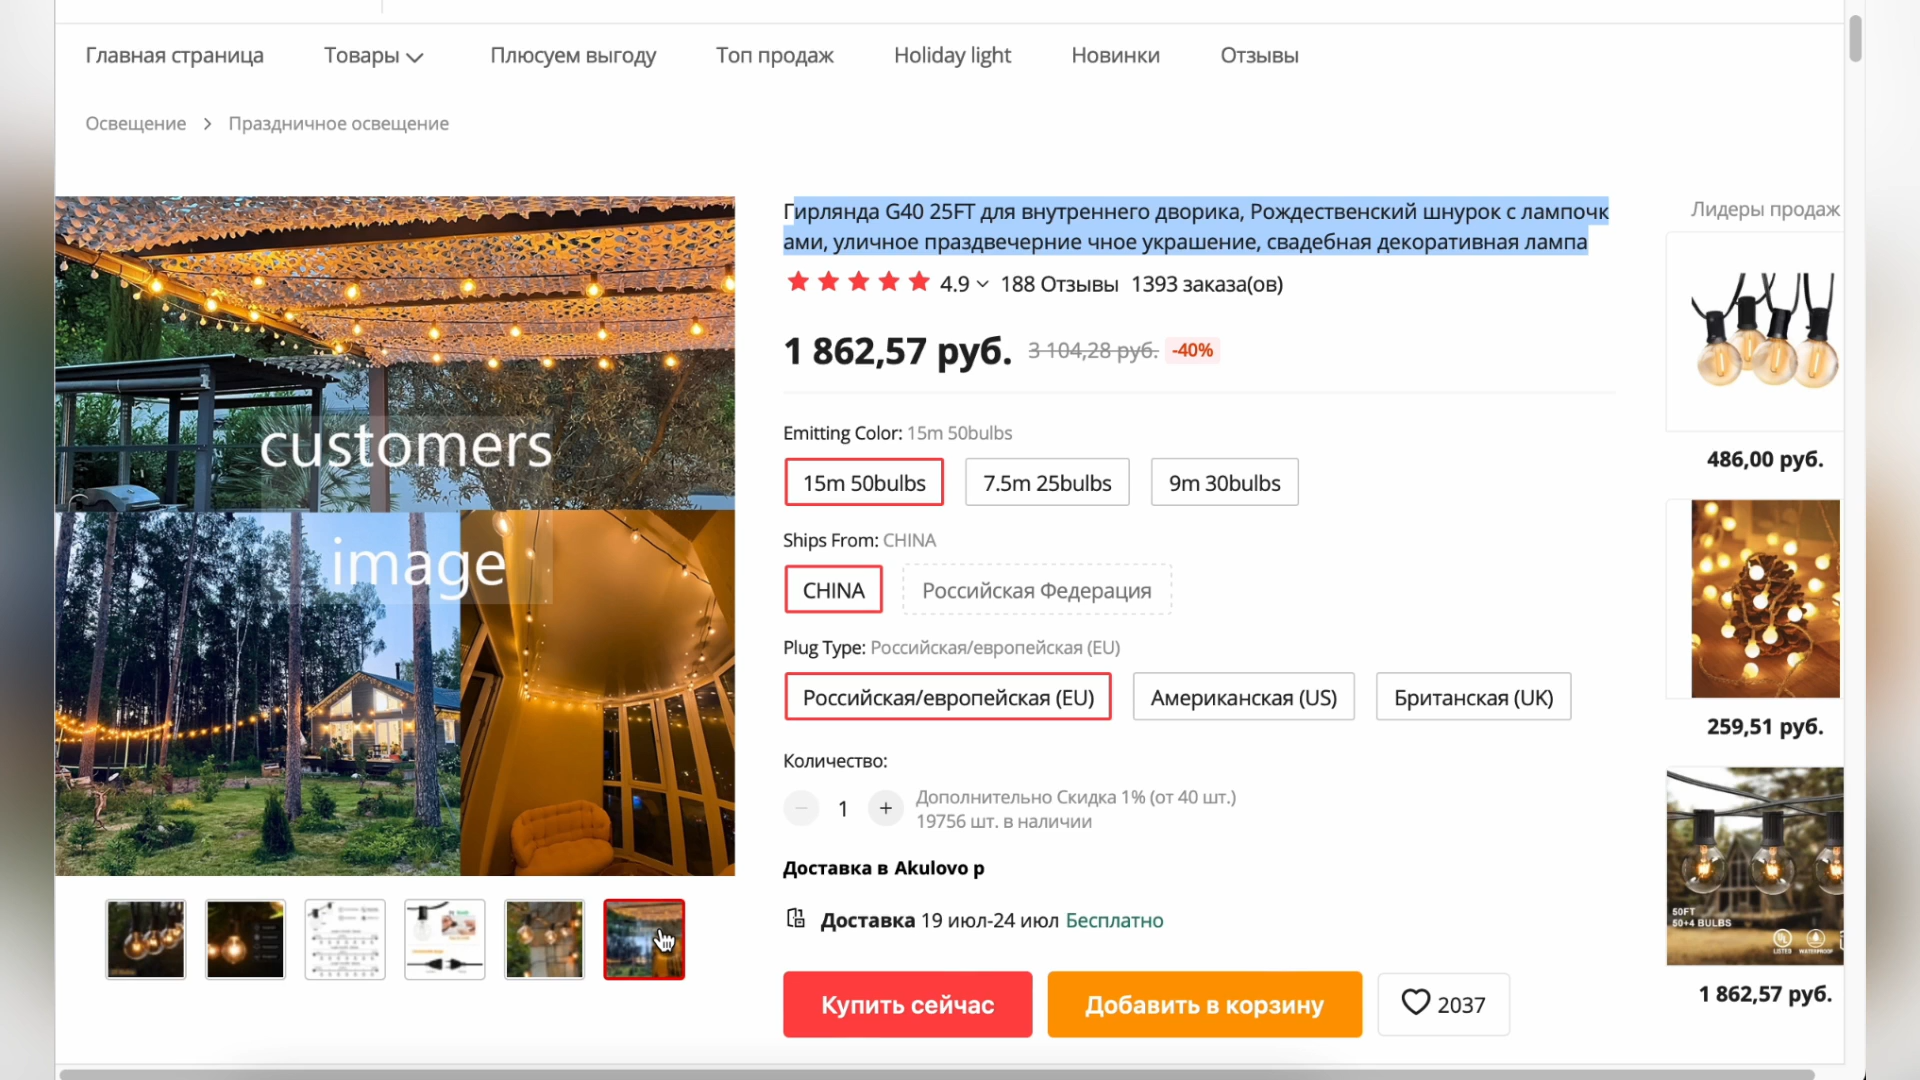 Главная страница
Товары
Плюсуем выгоду
Топ продаж
Holiday light
Новинки
Отзывы
Освещение > Праздничное освещение
customers
image
Гирлянда G40 25FT для внутреннего дворика, Рождественский шнурок с лампочк
ами, уличное праздвечерние чное украшение, свадебная декоративная лампа
4.9 188 Отзывы 1393 заказа(ов)
1 862,57 руб. 3 104,28 руб. -40%
Emitting Color: 15m 50bulbs
15m 50bulbs
7.5m 25bulbs
9m 30bulbs
Ships From: CHINA
CHINA
Российская Федерация
Plug Type: Российская/европейская (EU)
Российская/европейская (EU)
Американская (US)
Британская (UK)
Количество:
− 1 +
Дополнительно Скидка 1% (от 40 шт.)
19756 шт. в наличии
Доставка в Akulovo p
Доставка 19 июл-24 июл Бесплатно
Купить сейчас
Добавить в корзину
2037
Лидеры продаж
486,00 руб.
259,51 руб.
50FT
50+4 BULBS
LISTED
WATERPROOF
1 862,57 руб.